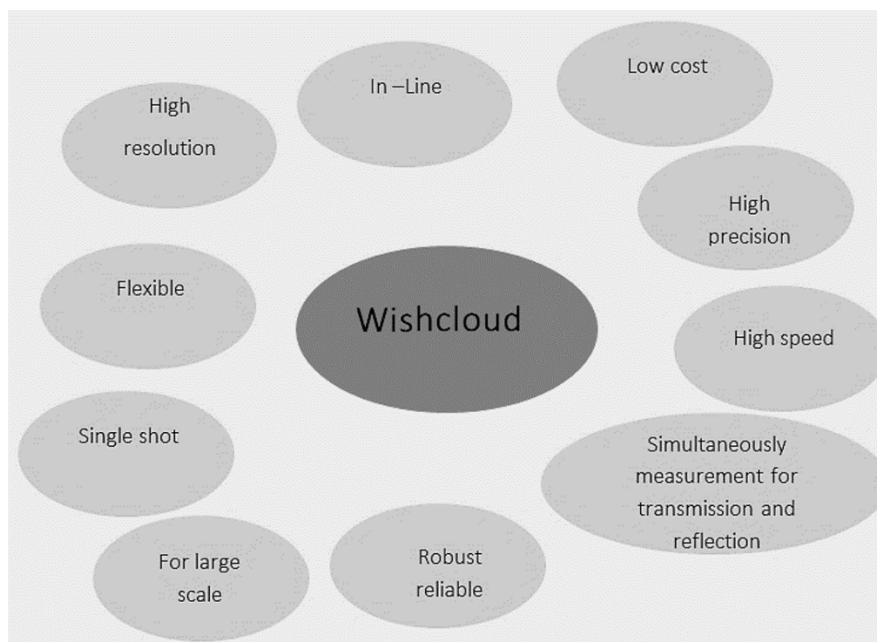 In –Line
Low cost
High
resolution
High
precision
Flexible
Wishcloud
High speed
Single shot
Simultaneously
measurement for
transmission and
reflection
For large
scale
Robust
reliable